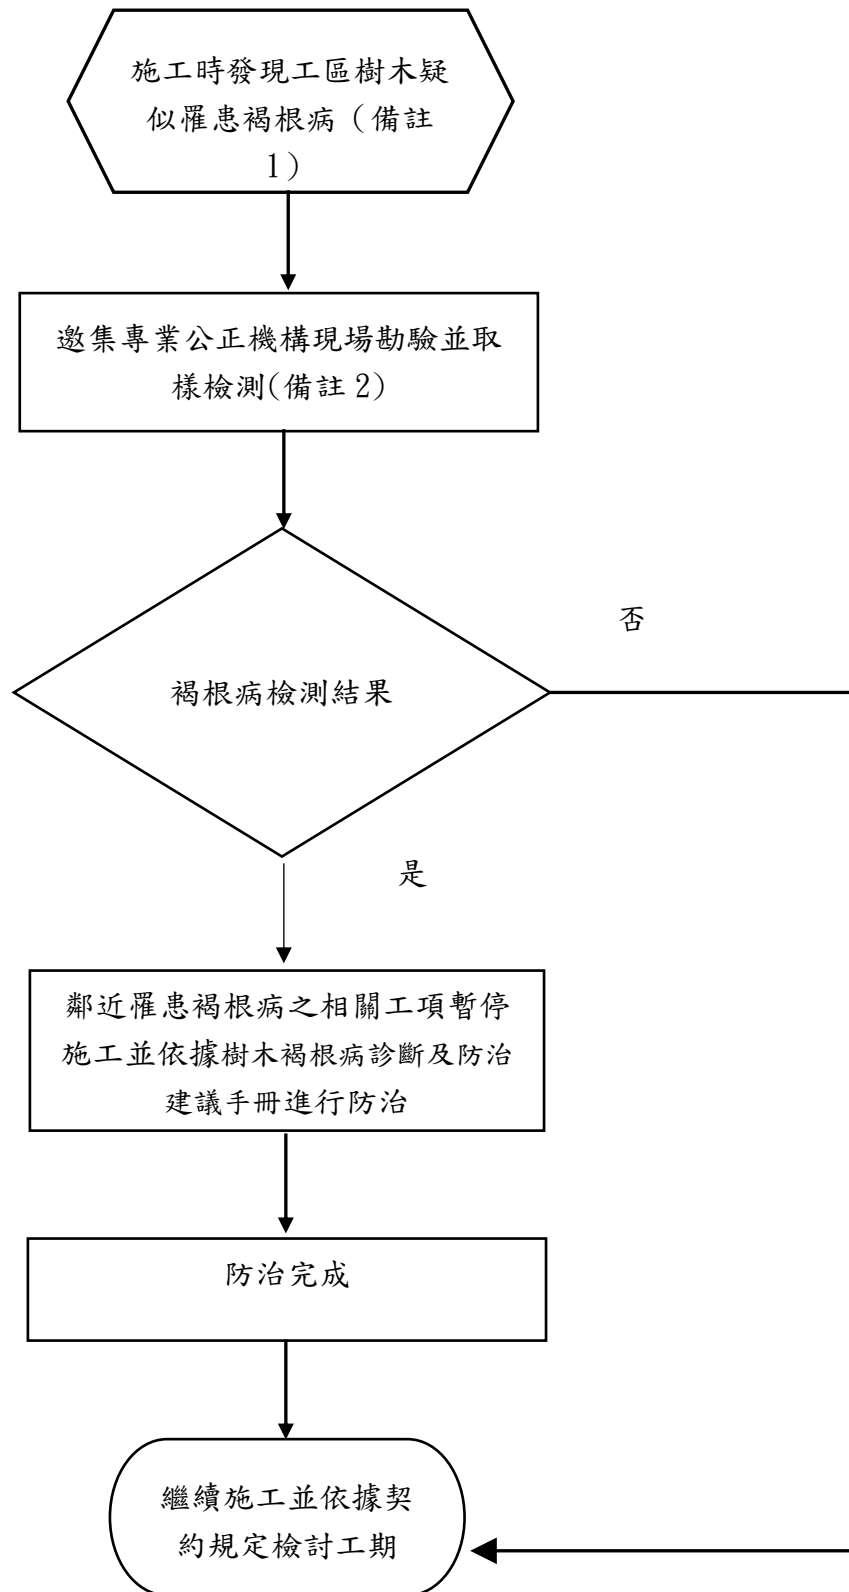 施工時發現工區樹木疑
似罹患褐根病（備註
1）
邀集專業公正機構現場勘驗並取
樣檢測(備註 2)
否
褐根病檢測結果
是
鄰近罹患褐根病之相關工項暫停
施工並依據樹木褐根病診斷及防治
建議手冊進行防治
防治完成
繼續施工並依據契
約規定檢討工期